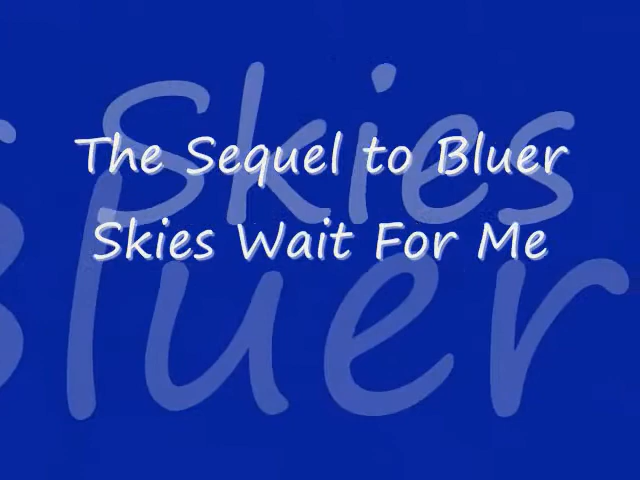 The Sequel to Bluer
Skies Wait For Me
Skies
Bluer